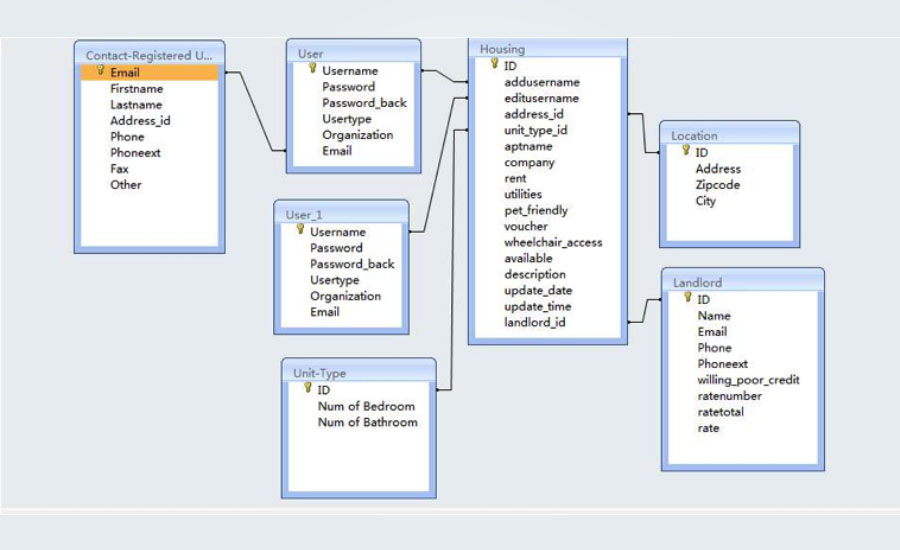 Contact-Registered U...
Email
Firstname
Lastname
Address_id
Phone
Phoneext
Fax
Other
User
Username
Password
Password_back
Usertype
Organization
Email
User_1
Username
Password
Password_back
Usertype
Organization
Email
Unit-Type
ID
Num of Bedroom
Num of Bathroom
Housing
ID
addusername
editusername
address_id
unit_type_id
aptname
company
rent
utilities
pet_friendly
voucher
wheelchair_access
available
description
update_date
update_time
landlord_id
Location
ID
Address
Zipcode
City
Landlord
ID
Name
Email
Phone
Phoneext
willing_poor_credit
ratenumber
ratetotal
rate